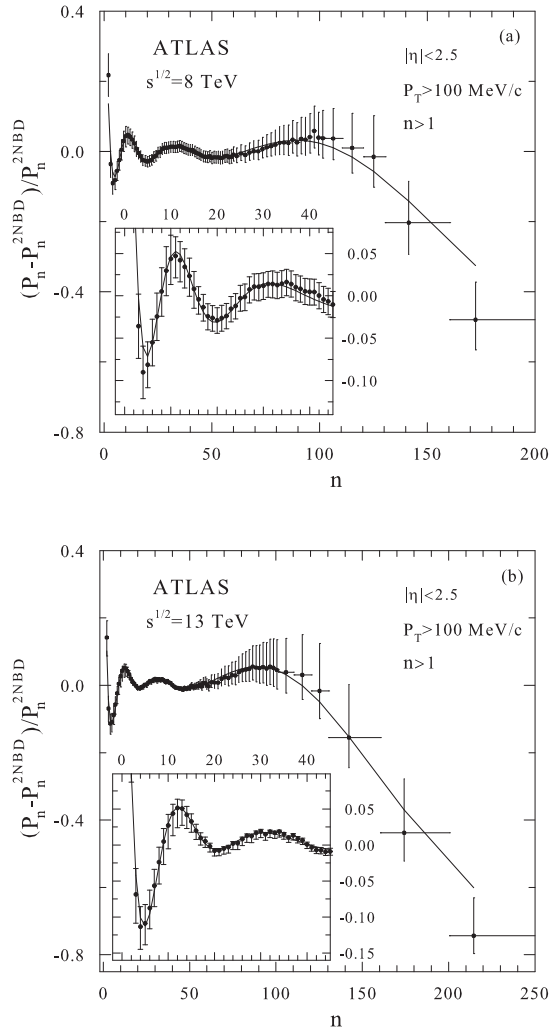 (a)
ATLAS
|η|<2.5
s^{1/2}=8 TeV
P_T>100 MeV/c
n>1
(P_n-P_n^{2NBD})/P_n^{2NBD}
0.4
0.0
-0.4
-0.8
0 10 20 30 40
0.05
0.00
-0.05
-0.10
0 50 100 150 200
n
(b)
ATLAS
|η|<2.5
s^{1/2}=13 TeV
P_T>100 MeV/c
n>1
(P_n-P_n^{2NBD})/P_n^{2NBD}
0.4
0.0
-0.4
-0.8
0 10 20 30 40
0.05
0.00
-0.05
-0.10
-0.15
0 50 100 150 200 250
n